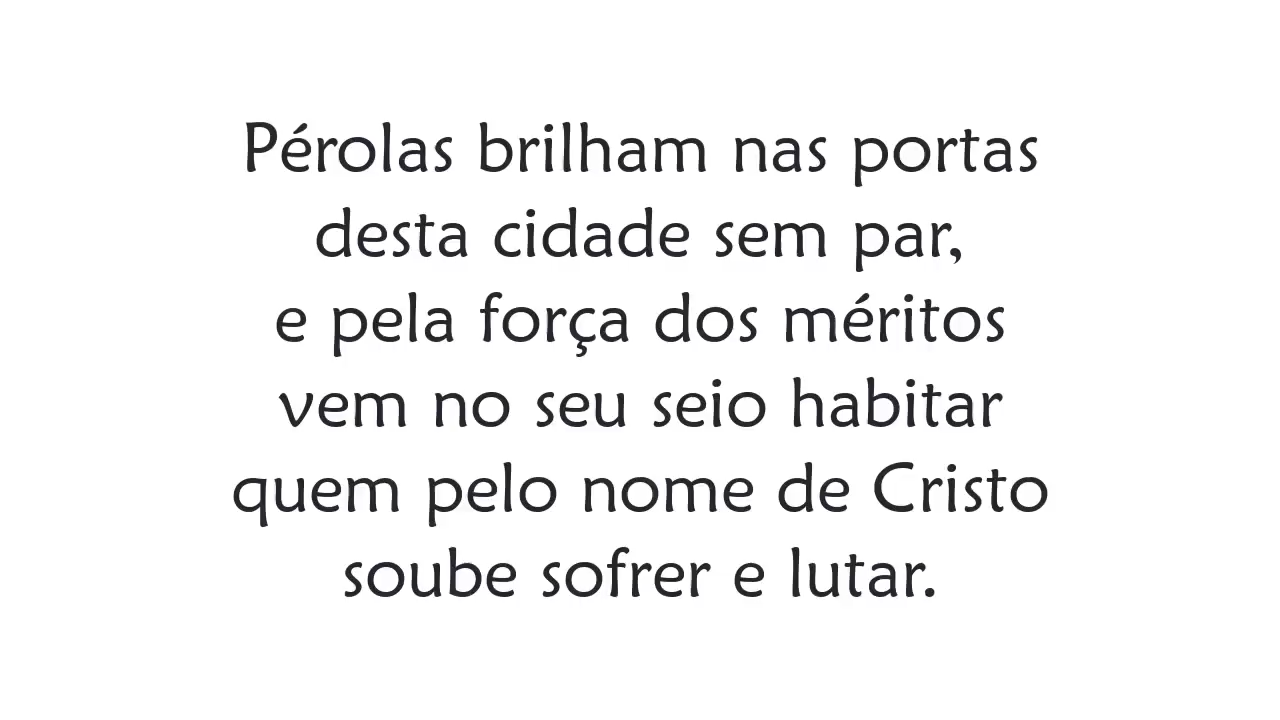 Pérolas brilham nas portas
desta cidade sem par,
e pela força dos méritos
vem no seu seio habitar
quem pelo nome de Cristo
soube sofrer e lutar.